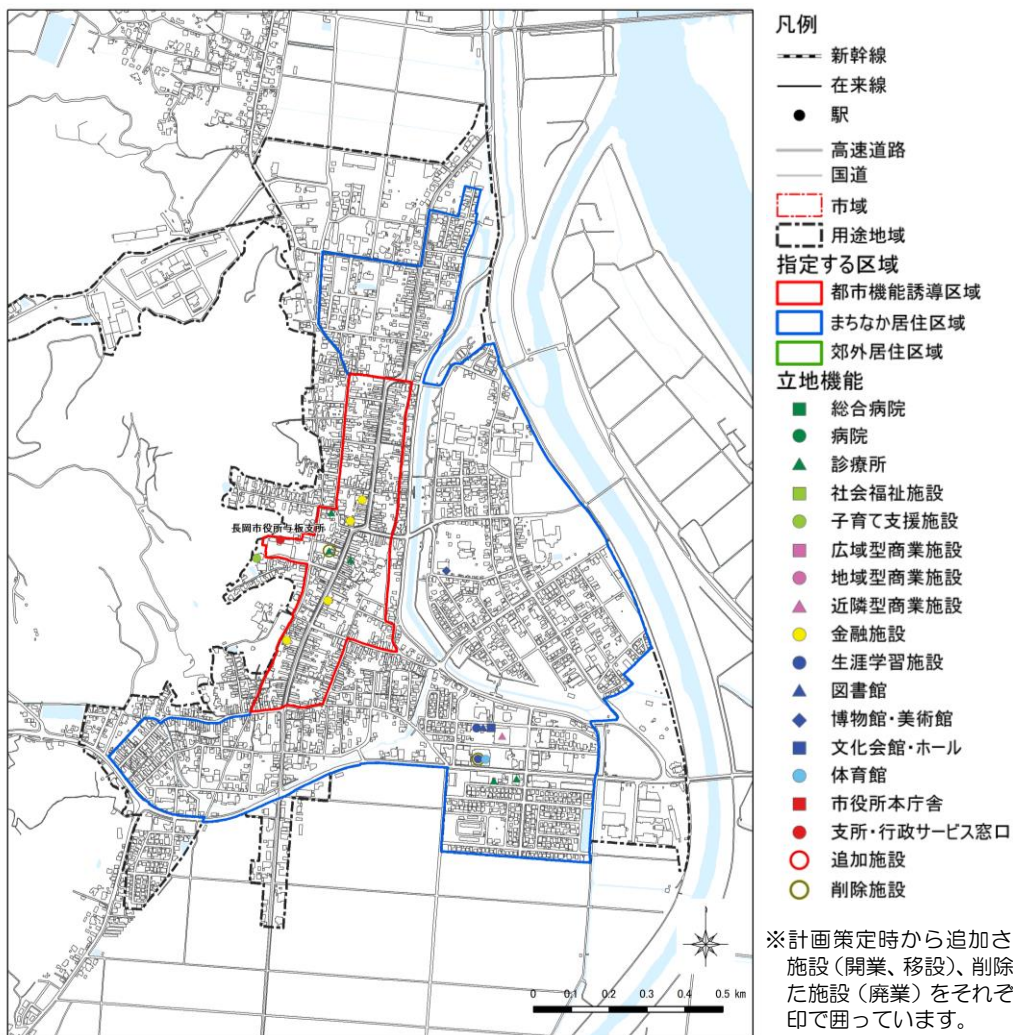 長岡市役所与板支所
0 0.1 0.2 0.3 0.4 0.5 km
凡例
新幹線
在来線
駅
高速道路
国道
市域
用途地域
指定する区域
都市機能誘導区域
まちなか居住区域
郊外居住区域
立地機能
総合病院
病院
診療所
社会福祉施設
子育て支援施設
広域型商業施設
地域型商業施設
近隣型商業施設
金融施設
生涯学習施設
図書館
博物館・美術館
文化会館・ホール
体育館
市役所本庁舎
支所・行政サービス窓口
追加施設
削除施設
※計画策定時から追加さ
施設（開業、移設）、削除
た施設（廃業）をそれぞ
印で囲っています。